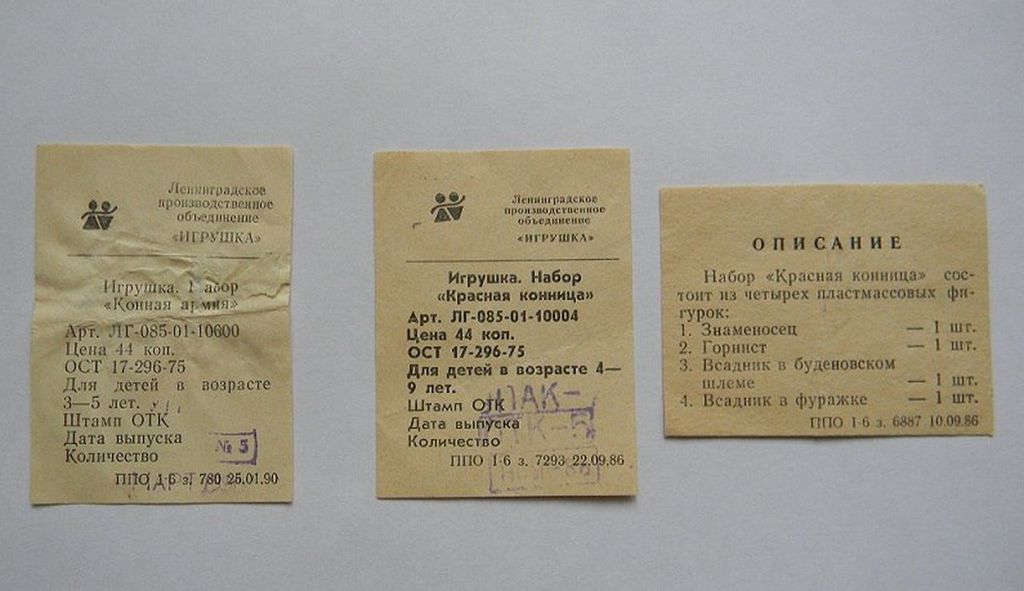 Ленинградское
производственное
объединение
«ИГРУШКА»
Игрушка. Набор
«Конная армия»
Арт. ЛГ-085-01-10600
Цена 44 коп.
ОСТ 17-296-75
Для детей в возрасте
3—5 лет.
Штамп ОТК
Дата выпуска
Количество
№ 5
ППО 1-6 з. 780 25.01.90
МАРТ
Ленинградское
производственное
объединение
«ИГРУШКА»
Игрушка. Набор
«Красная конница»
Арт. ЛГ-085-01-10004
Цена 44 коп.
ОСТ 17-296-75
Для детей в возрасте 4—
9 лет.
Штамп ОТК
Дата выпуска
Количество
ППО 1-6 з. 7293 22.09.86
ОПИСАНИЕ
Набор «Красная конница» сос-
тоит из четырех пластмассовых фи-
гурок:
1. Знаменосец — 1 шт.
2. Горнист — 1 шт.
3. Всадник в буденовском
шлеме — 1 шт.
4. Всадник в фуражке — 1 шт.
ППО 1-6 з. 6887 10.09.86